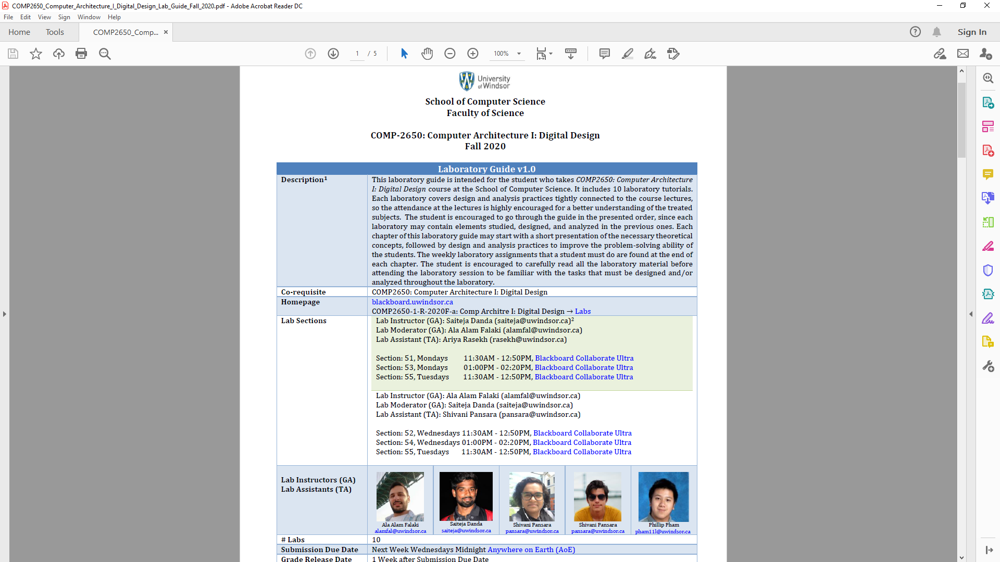 COMP2650_Computer_Architecture_I_Digital_Design_Lab_Guide_Fall_2020.pdf - Adobe Acrobat Reader DC
File Edit View Sign Window Help
Home Tools COMP2650_Comp... × Sign In
1 / 5 100%
University
of Windsor
School of Computer Science
Faculty of Science
COMP-2650: Computer Architecture I: Digital Design
Fall 2020
Laboratory Guide v1.0
Description1 This laboratory guide is intended for the student who takes COMP2650: Computer Architecture
I: Digital Design course at the School of Computer Science. It includes 10 laboratory tutorials.
Each laboratory covers design and analysis practices tightly connected to the course lectures,
so the attendance at the lectures is highly encouraged for a better understanding of the treated
subjects. The student is encouraged to go through the guide in the presented order, since each
laboratory may contain elements studied, designed, and analyzed in the previous ones. Each
chapter of this laboratory guide may start with a short presentation of the necessary theoretical
concepts, followed by design and analysis practices to improve the problem-solving ability of
the students. The weekly laboratory assignments that a student must do are found at the end of
each chapter. The student is encouraged to carefully read all the laboratory material before
attending the laboratory session to be familiar with the tasks that must be designed and/or
analyzed throughout the laboratory.
Co-requisite COMP2650: Computer Architecture I: Digital Design
Homepage blackboard.uwindsor.ca
COMP2650-1-R-2020F-a: Comp Architre I: Digital Design → Labs
Lab Sections Lab Instructor (GA): Saiteja Danda (saiteja@uwindsor.ca)2
Lab Moderator (GA): Ala Alam Falaki (alamfal@uwindsor.ca)
Lab Assistant (TA): Ariya Rasekh (rasekh@uwindsor.ca)
Section: 51, Mondays 11:30AM - 12:50PM, Blackboard Collaborate Ultra
Section: 53, Mondays 01:00PM - 02:20PM, Blackboard Collaborate Ultra
Section: 55, Tuesdays 11:30AM - 12:50PM, Blackboard Collaborate Ultra
Lab Instructor (GA): Ala Alam Falaki (alamfal@uwindsor.ca)
Lab Moderator (GA): Saiteja Danda (saiteja@uwindsor.ca)
Lab Assistant (TA): Shivani Pansara (pansara@uwindsor.ca)
Section: 52, Wednesdays 11:30AM - 12:50PM, Blackboard Collaborate Ultra
Section: 54, Wednesdays 01:00PM - 02:20PM, Blackboard Collaborate Ultra
Section: 55, Tuesdays 11:30AM - 12:50PM, Blackboard Collaborate Ultra
Lab Instructors (GA)
Lab Assistants (TA)
Ala Alam Falaki Saiteja Danda Shivani Pansara Shivani Pansara Phillip Pham
alamfal@uwindsor.ca saiteja@uwindsor.ca pansara@uwindsor.ca pansara@uwindsor.ca pham11l@uwindsor.ca
# Labs 10
Submission Due Date Next Week Wednesdays Midnight Anywhere on Earth (AoE)
Grade Release Date 1 Week after Submission Due Date